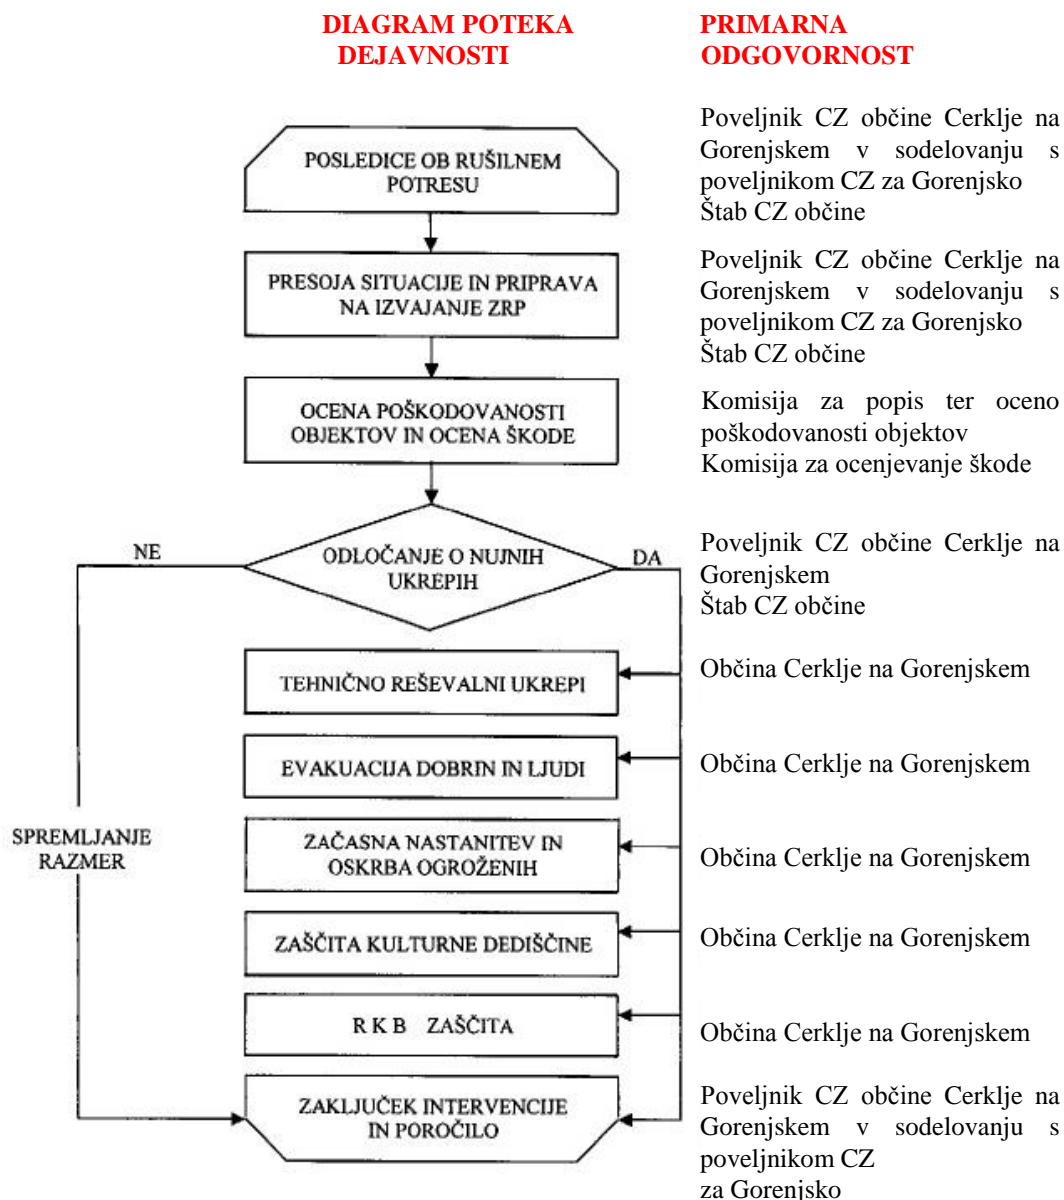 DIAGRAM POTEKA
DEJAVNOSTI
PRIMARNA
ODGOVORNOST
POSLEDICE OB RUŠILNEM
POTRESU
Poveljnik CZ občine Cerklje na
Gorenjskem v sodelovanju s
poveljnikom CZ za Gorenjsko
Štab CZ občine
PRESOJA SITUACIJE IN PRIPRAVA
NA IZVAJANJE ZRP
Poveljnik CZ občine Cerklje na
Gorenjskem v sodelovanju s
poveljnikom CZ za Gorenjsko
Štab CZ občine
OCENA POŠKODOVANOSTI
OBJEKTOV IN OCENA ŠKODE
Komisija za popis ter oceno
poškodovanosti objektov
Komisija za ocenjevanje škode
NE
ODLOČANJE O NUJNIH
UKREPIH
DA
Poveljnik CZ občine Cerklje na
Gorenjskem
Štab CZ občine
TEHNIČNO REŠEVALNI UKREPI
Občina Cerklje na Gorenjskem
EVAKUACIJA DOBRIN IN LJUDI
Občina Cerklje na Gorenjskem
SPREMLJANJE
RAZMER
ZAČASNA NASTANITEV IN
OSKRBA OGROŽENIH
Občina Cerklje na Gorenjskem
ZAŠČITA KULTURNE DEDIŠČINE
Občina Cerklje na Gorenjskem
R K B ZAŠČITA
Občina Cerklje na Gorenjskem
ZAKLJUČEK INTERVENCIJE
IN POROČILO
Poveljnik CZ občine Cerklje na
Gorenjskem v sodelovanju s
poveljnikom CZ
za Gorenjsko